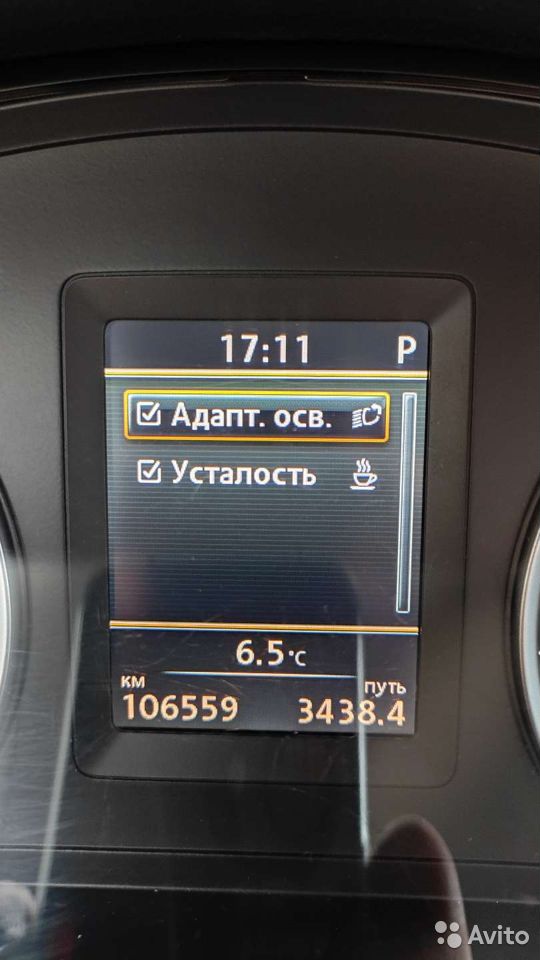 17:11 P
Адапт. осв.
Усталость
6.5°C
км путь
106559 3438.4
Avito